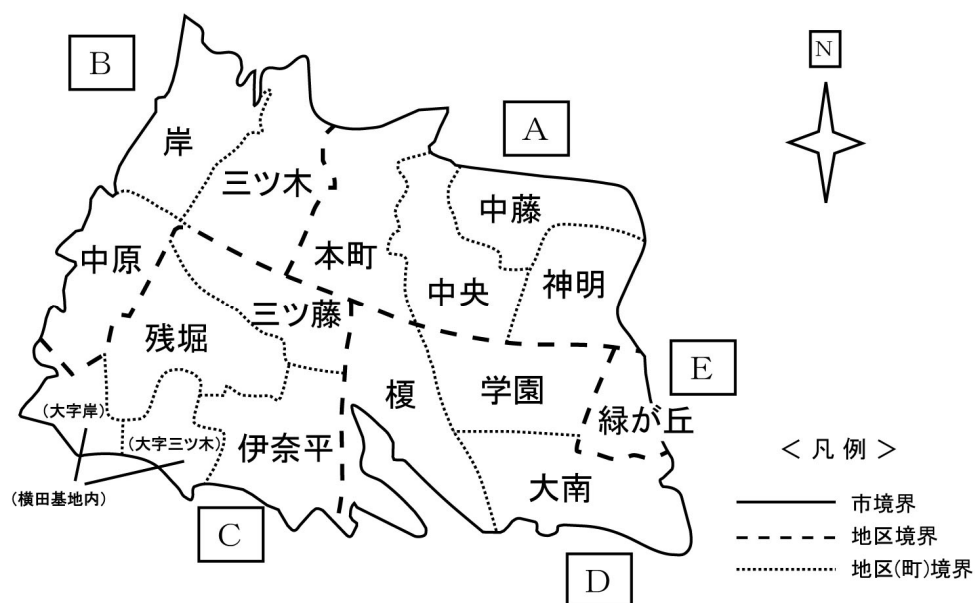 B
N
A
岸
三ツ木
中藤
中原
本町
神明
中央
三ツ藤
残堀
E
榎
学園
緑が丘
(大字岸)
(大字三ツ木)
伊奈平
< 凡 例 >
大南
(横田基地内)
市境界
C
地区境界
D
地区(町)境界